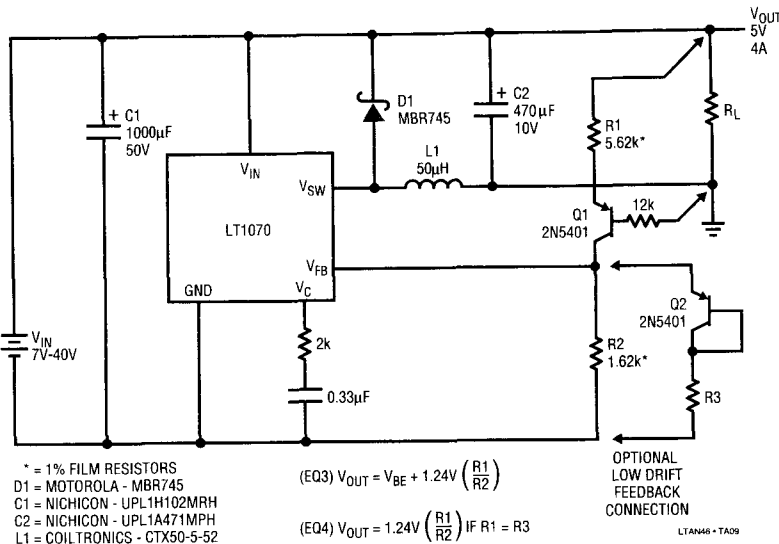 VOUT
5V
4A
+ C1
1000µF
50V
D1
MBR745
+ C2
470µF
10V
R1
5.62k*
RL
L1
50µH
VIN
VSW
LT1070
Q1
2N5401
12k
VFB
GND
VC
Q2
2N5401
VIN
7V-40V
2k
R2
1.62k*
0.33µF
R3
* = 1% FILM RESISTORS
D1 = MOTOROLA - MBR745
C1 = NICHICON - UPL1H102MRH
C2 = NICHICON - UPL1A471MPH
L1 = COILTRONICS - CTX50-5-52
(EQ3) VOUT = VBE + 1.24V (R1/R2)
(EQ4) VOUT = 1.24V (R1/R2) IF R1 = R3
OPTIONAL
LOW DRIFT
FEEDBACK
CONNECTION
LTAN46 • TA09